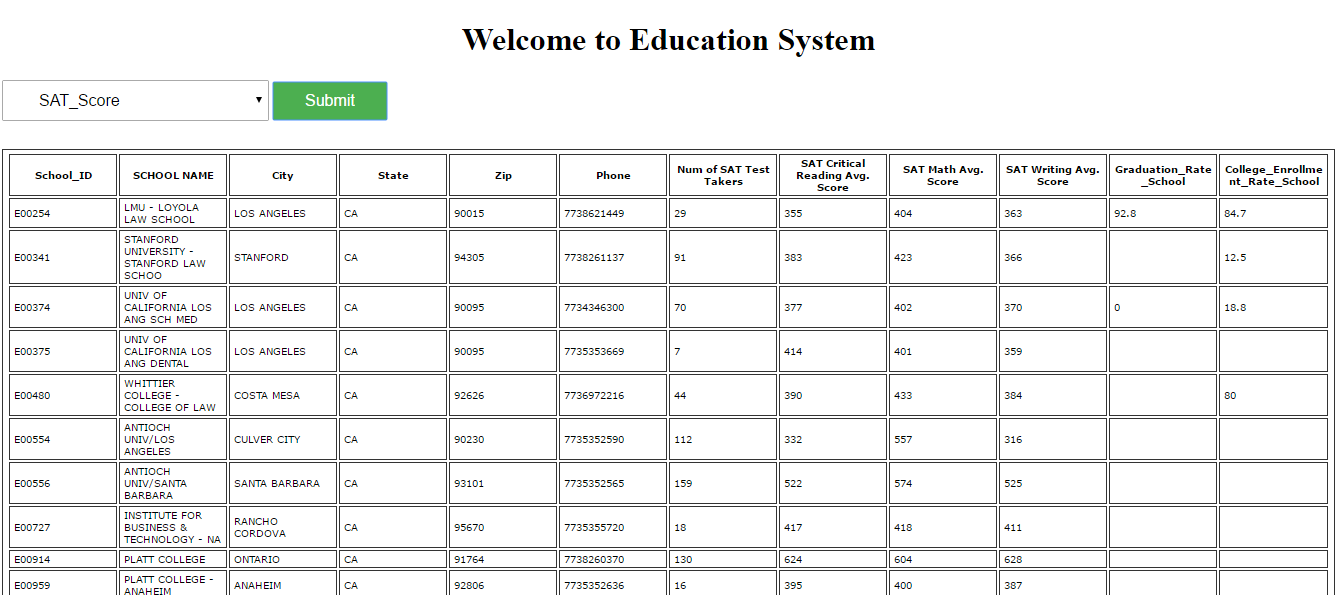 Welcome to Education System
SAT_Score
Submit
School_ID SCHOOL NAME City State Zip Phone Num of SAT Test Takers SAT Critical Reading Avg. Score SAT Math Avg. Score SAT Writing Avg. Score Graduation_Rate_School College_Enrollment_Rate_School
E00254 LMU - LOYOLA LAW SCHOOL LOS ANGELES CA 90015 7738621449 29 355 404 363 92.8 84.7
E00341 STANFORD UNIVERSITY - STANFORD LAW SCHOO STANFORD CA 94305 7738261137 91 383 423 366 12.5
E00374 UNIV OF CALIFORNIA LOS ANG SCH MED LOS ANGELES CA 90095 7734346300 70 377 402 370 0 18.8
E00375 UNIV OF CALIFORNIA LOS ANG DENTAL LOS ANGELES CA 90095 7735353669 7 414 401 359
E00480 WHITTIER COLLEGE - COLLEGE OF LAW COSTA MESA CA 92626 7736972216 44 390 433 384 80
E00554 ANTIOCH UNIV/LOS ANGELES CULVER CITY CA 90230 7735352590 112 332 557 316
E00556 ANTIOCH UNIV/SANTA BARBARA SANTA BARBARA CA 93101 7735352565 159 522 574 525
E00727 INSTITUTE FOR BUSINESS & TECHNOLOGY - NA RANCHO CORDOVA CA 95670 7735355720 18 417 418 411
E00914 PLATT COLLEGE ONTARIO CA 91764 7738260370 130 624 604 628
E00959 PLATT COLLEGE - ANAHEIM ANAHEIM CA 92806 7735352636 16 395 400 387